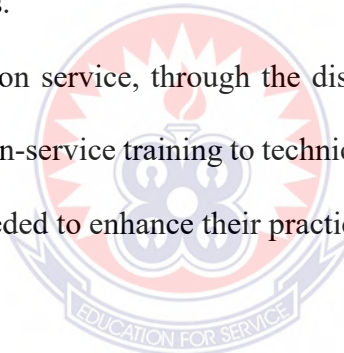 s.
on service, through the dis
n-service training to technic
eded to enhance their practic
EDUCATION FOR SERVICE